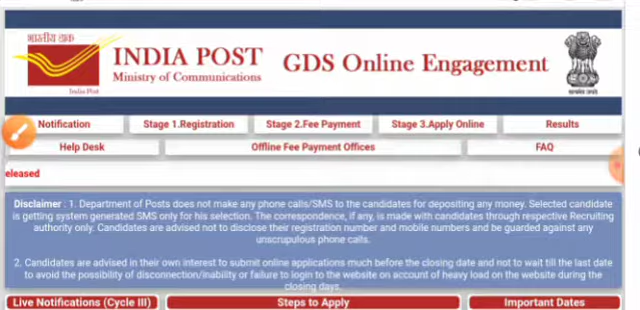 भारतीय डाक
INDIA POST
Ministry of Communications
India Post
GDS Online Engagement
सत्यमेव जयते
Notification
Stage 1.Registration
Stage 2.Fee Payment
Stage 3.Apply Online
Results
Help Desk
Offline Fee Payment Offices
FAQ
eleased
Disclaimer : 1. Department of Posts does not make any phone calls/SMS to the candidates for depositing any money. Selected candidate
is getting system generated SMS only for his selection. The correspondence, if any, is made with candidates through respective Recruiting
authority only. Candidates are advised not to disclose their registration number and mobile numbers and be guarded against any
unscrupulous phone calls.
2. Candidates are advised in their own interest to submit online applications much before the closing date and not to wait till the last date
to avoid the possibility of disconnection/inability or failure to login to the website on account of heavy load on the website during the
closing days.
Live Notifications (Cycle III)
Steps to Apply
Important Dates